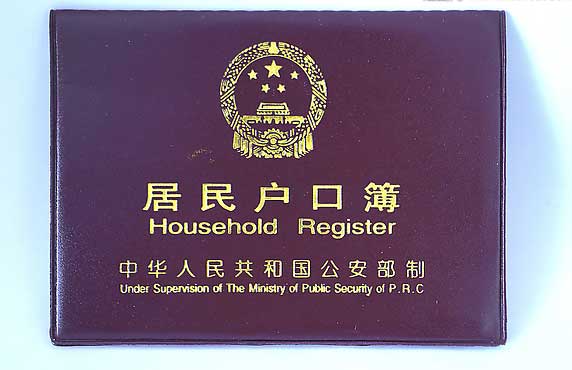 居民户口簿
Household Register
中华人民共和国公安部制
Under Supervision of The Ministry of Public Security of P.R.C